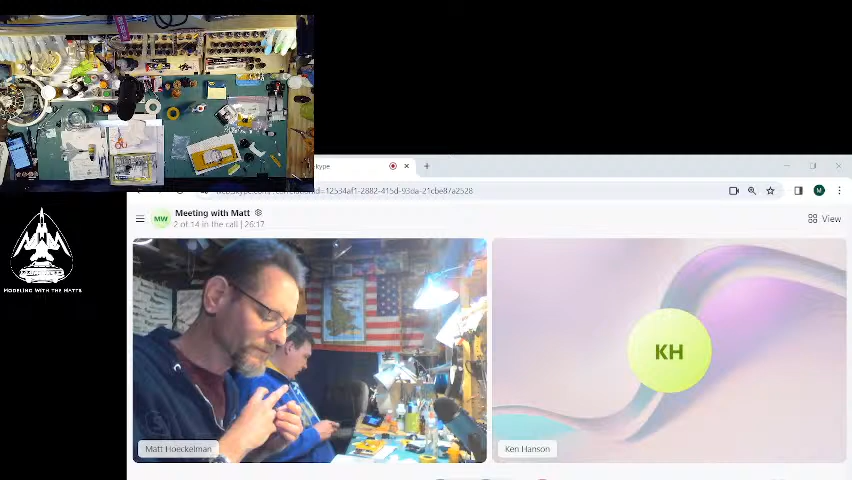 kype
Meeting with Matt
2 of 14 in the call | 26:17
View
MW
MODELING WITH THE MATTS
KH
Matt Hoeckelman
Ken Hanson